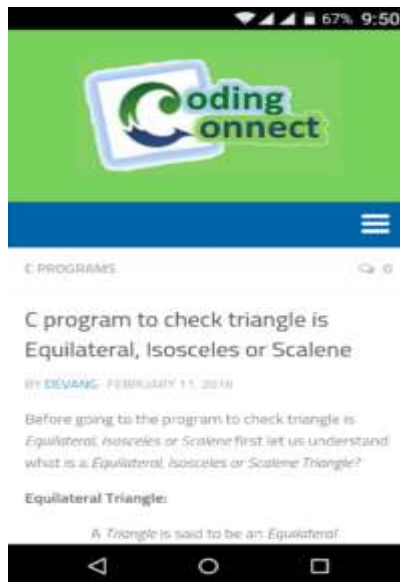 67% 9:50
Coding
Connect
C PROGRAMS 0
C program to check triangle is
Equilateral, Isosceles or Scalene
BY DEVANG FEBRUARY 11, 2016
Before going to the program to check triangle is
Equilateral, Isosceles or Scalene first let us understand
what is a Equilateral, Isosceles or Scalene Triangle?
Equilateral Triangle:
A Triangle is said to be an Equilateral